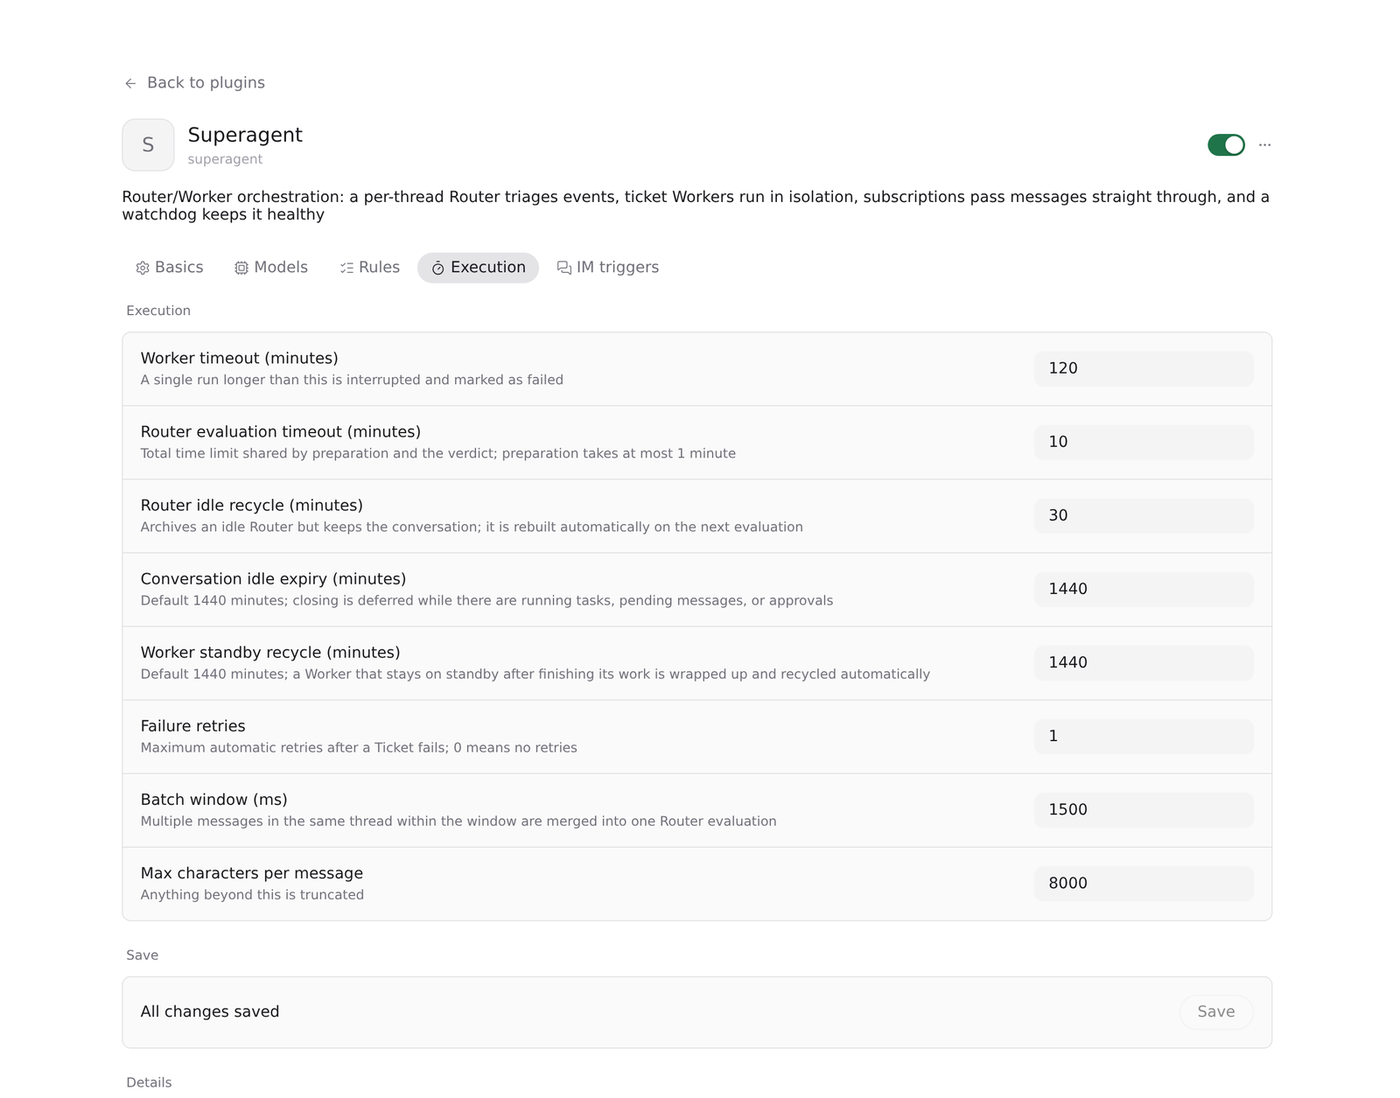 Back to plugins
S
Superagent
superagent
Router/Worker orchestration: a per-thread Router triages events, ticket Workers run in isolation, subscriptions pass messages straight through, and a
watchdog keeps it healthy
Basics
Models
Rules
Execution
IM triggers
Execution
Worker timeout (minutes)
A single run longer than this is interrupted and marked as failed
120
Router evaluation timeout (minutes)
Total time limit shared by preparation and the verdict; preparation takes at most 1 minute
10
Router idle recycle (minutes)
Archives an idle Router but keeps the conversation; it is rebuilt automatically on the next evaluation
30
Conversation idle expiry (minutes)
Default 1440 minutes; closing is deferred while there are running tasks, pending messages, or approvals
1440
Worker standby recycle (minutes)
Default 1440 minutes; a Worker that stays on standby after finishing its work is wrapped up and recycled automatically
1440
Failure retries
Maximum automatic retries after a Ticket fails; 0 means no retries
1
Batch window (ms)
Multiple messages in the same thread within the window are merged into one Router evaluation
1500
Max characters per message
Anything beyond this is truncated
8000
Save
All changes saved
Save
Details